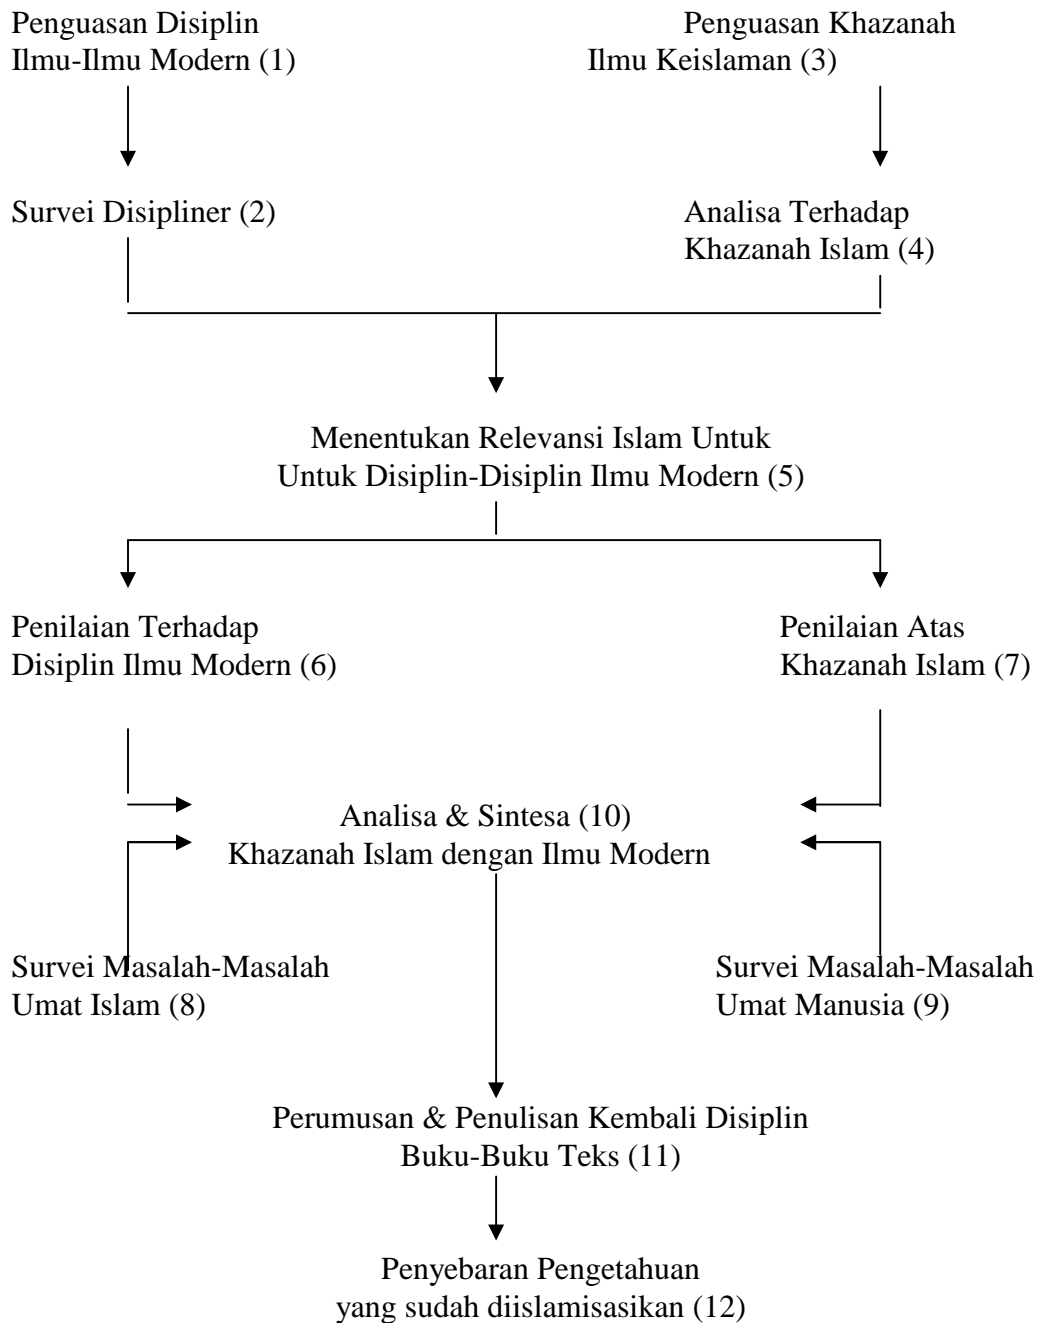 Penguasan Disiplin
Ilmu-Ilmu Modern (1)
Penguasan Khazanah
Ilmu Keislaman (3)
Survei Disipliner (2)
Analisa Terhadap
Khazanah Islam (4)
Menentukan Relevansi Islam Untuk
Untuk Disiplin-Disiplin Ilmu Modern (5)
Penilaian Terhadap
Disiplin Ilmu Modern (6)
Penilaian Atas
Khazanah Islam (7)
Analisa & Sintesa (10)
Khazanah Islam dengan Ilmu Modern
Survei Masalah-Masalah
Umat Islam (8)
Survei Masalah-Masalah
Umat Manusia (9)
Perumusan & Penulisan Kembali Disiplin
Buku-Buku Teks (11)
Penyebaran Pengetahuan
yang sudah diislamisasikan (12)